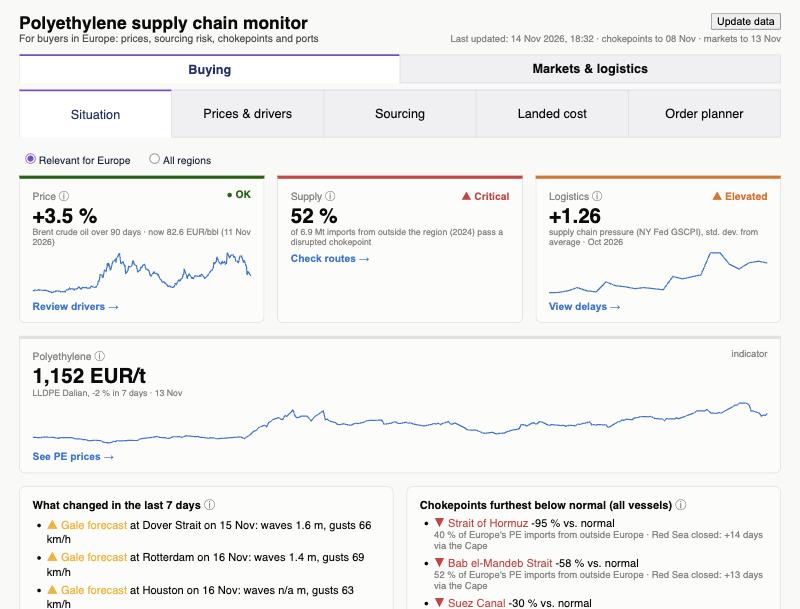 Polyethylene supply chain monitor
Update data
For buyers in Europe: prices, sourcing risk, chokepoints and ports
Last updated: 14 Nov 2026, 18:32 · chokepoints to 08 Nov · markets to 13 Nov
Buying
Markets & logistics
Situation
Prices & drivers
Sourcing
Landed cost
Order planner
Relevant for Europe
All regions
Price ⓘ
● OK
+3.5 %
Brent crude oil over 90 days · now 82.6 EUR/bbl (11 Nov
2026)
Review drivers →
Supply ⓘ
▲ Critical
52 %
of 6.9 Mt imports from outside the region (2024) pass a
disrupted chokepoint
Check routes →
Logistics ⓘ
▲ Elevated
+1.26
supply chain pressure (NY Fed GSCPI), std. dev. from
average · Oct 2026
View delays →
Polyethylene ⓘ
indicator
1,152 EUR/t
LLDPE Dalian, -2 % in 7 days · 13 Nov
See PE prices →
What changed in the last 7 days ⓘ
• ▲ Gale forecast at Dover Strait on 15 Nov: waves 1.6 m, gusts 66
km/h
• ▲ Gale forecast at Rotterdam on 16 Nov: waves 1.4 m, gusts 69
km/h
• ▲ Gale forecast at Houston on 16 Nov: waves n/a m, gusts 63
km/h
Chokepoints furthest below normal (all vessels) ⓘ
• ▼ Strait of Hormuz -95 % vs. normal
40 % of Europe's PE imports from outside Europe · Red Sea closed: +14 days
via the Cape
• ▼ Bab el-Mandeb Strait -58 % vs. normal
52 % of Europe's PE imports from outside Europe · Red Sea closed: +13 days
via the Cape
• ▼ Suez Canal -30 % vs. normal